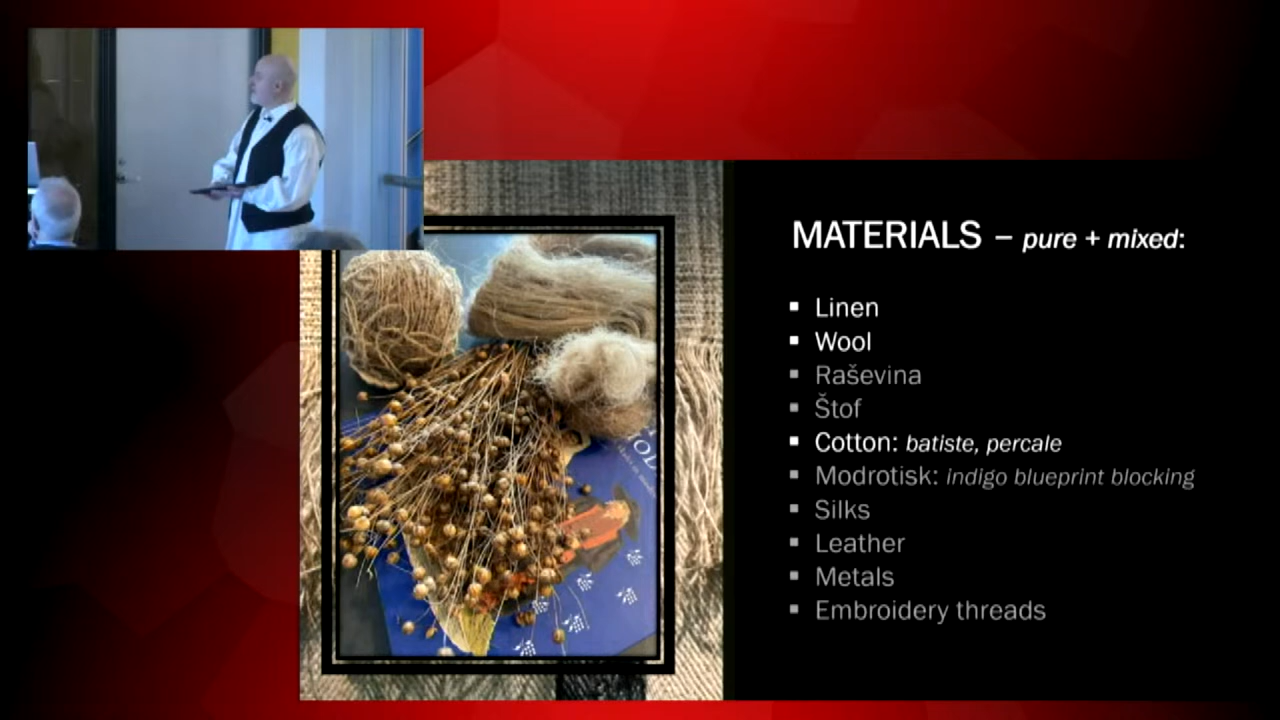 MATERIALS – pure + mixed:
Linen
Wool
Raševina
Štof
Cotton: batiste, percale
Modrotisk: indigo blueprint blocking
Silks
Leather
Metals
Embroidery threads